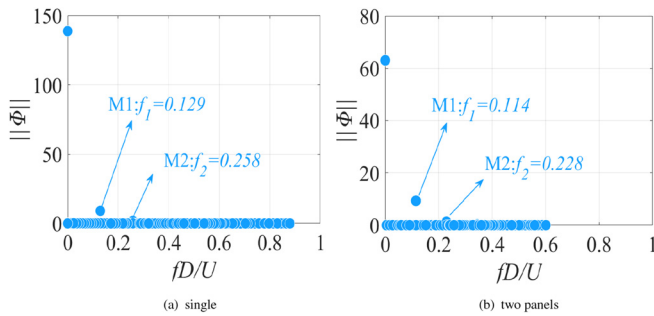 150
100
50
0
||Φ||
M1:f₁=0.129
M2:f₂=0.258
0 0.2 0.4 0.6 0.8 1
fD/U
(a) single
80
60
40
20
0
||Φ||
M1:f₁=0.114
M2:f₂=0.228
0 0.2 0.4 0.6 0.8 1
fD/U
(b) two panels